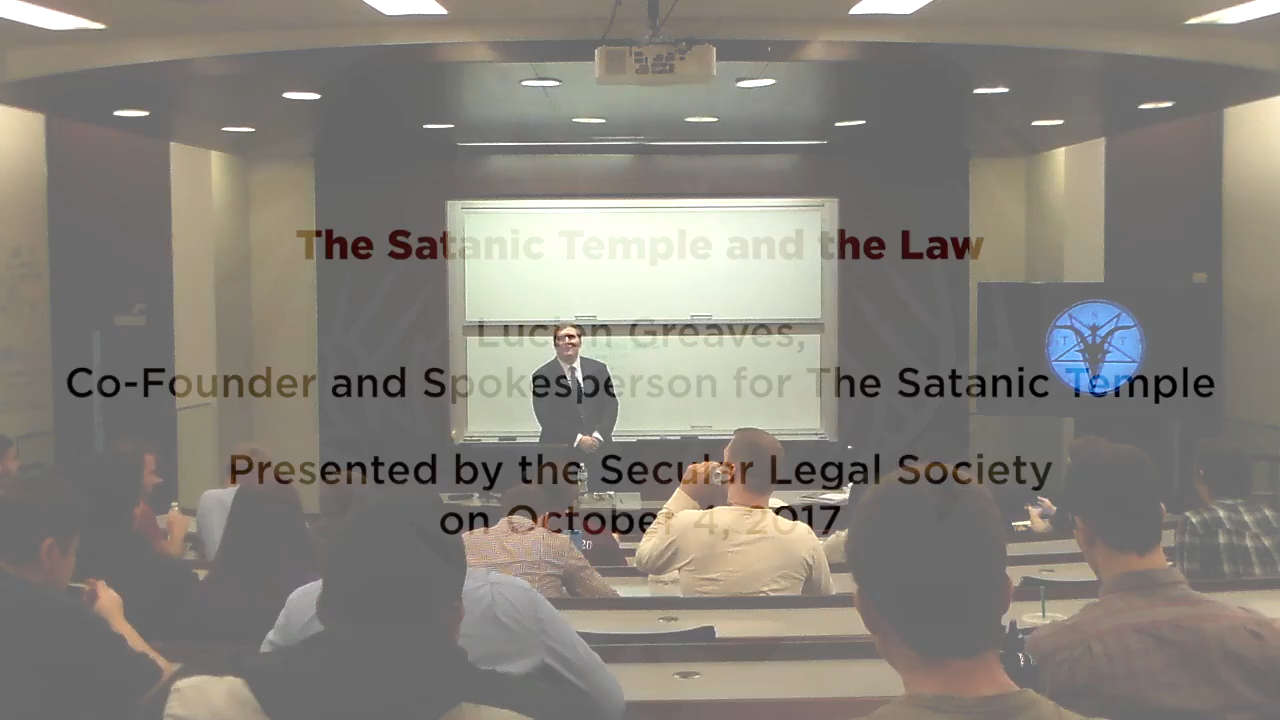 The Satanic Temple and the Law
Lucien Greaves,
Co-Founder and Spokesperson for The Satanic Temple
Presented by the Secular Legal Society
on October 4, 2017